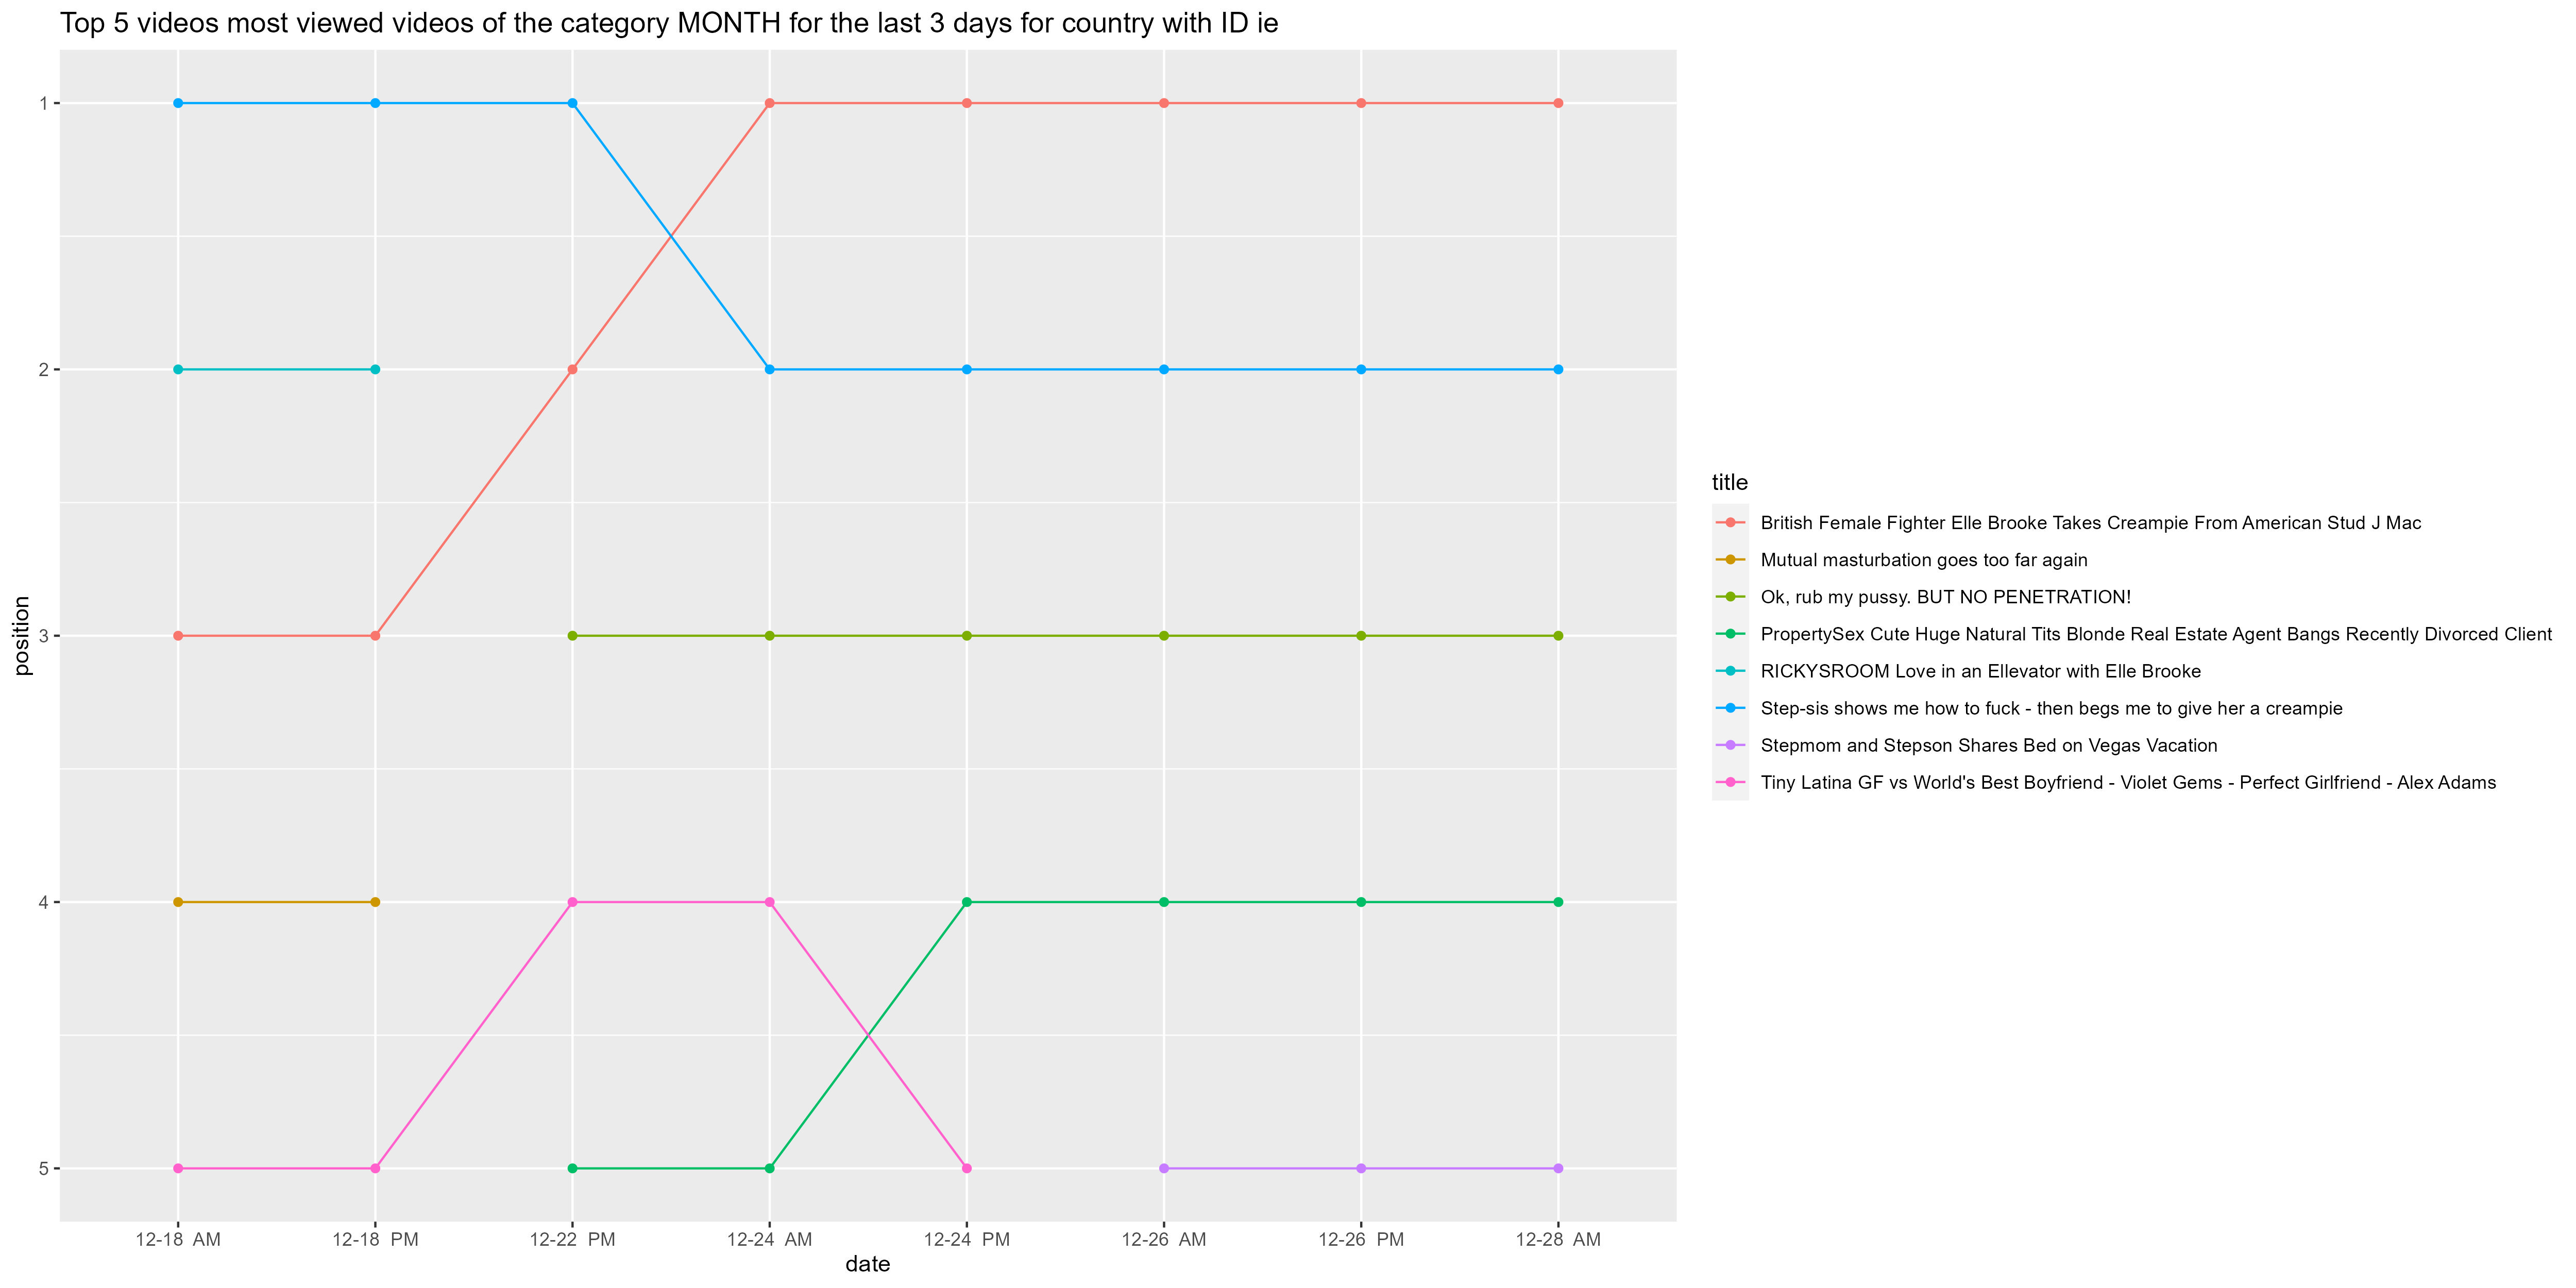 Top 5 videos most viewed videos of the category MONTH for the last 3 days for country with ID ie
position
1
2
3
4
5
12-18 AM
12-18 PM
12-22 PM
12-24 AM
12-24 PM
12-26 AM
12-26 PM
12-28 AM
date
title
British Female Fighter Elle Brooke Takes Creampie From American Stud J Mac
Mutual masturbation goes too far again
Ok, rub my pussy. BUT NO PENETRATION!
PropertySex Cute Huge Natural Tits Blonde Real Estate Agent Bangs Recently Divorced Client
RICKYSROOM Love in an Ellevator with Elle Brooke
Step-sis shows me how to fuck - then begs me to give her a creampie
Stepmom and Stepson Shares Bed on Vegas Vacation
Tiny Latina GF vs World's Best Boyfriend - Violet Gems - Perfect Girlfriend - Alex Adams